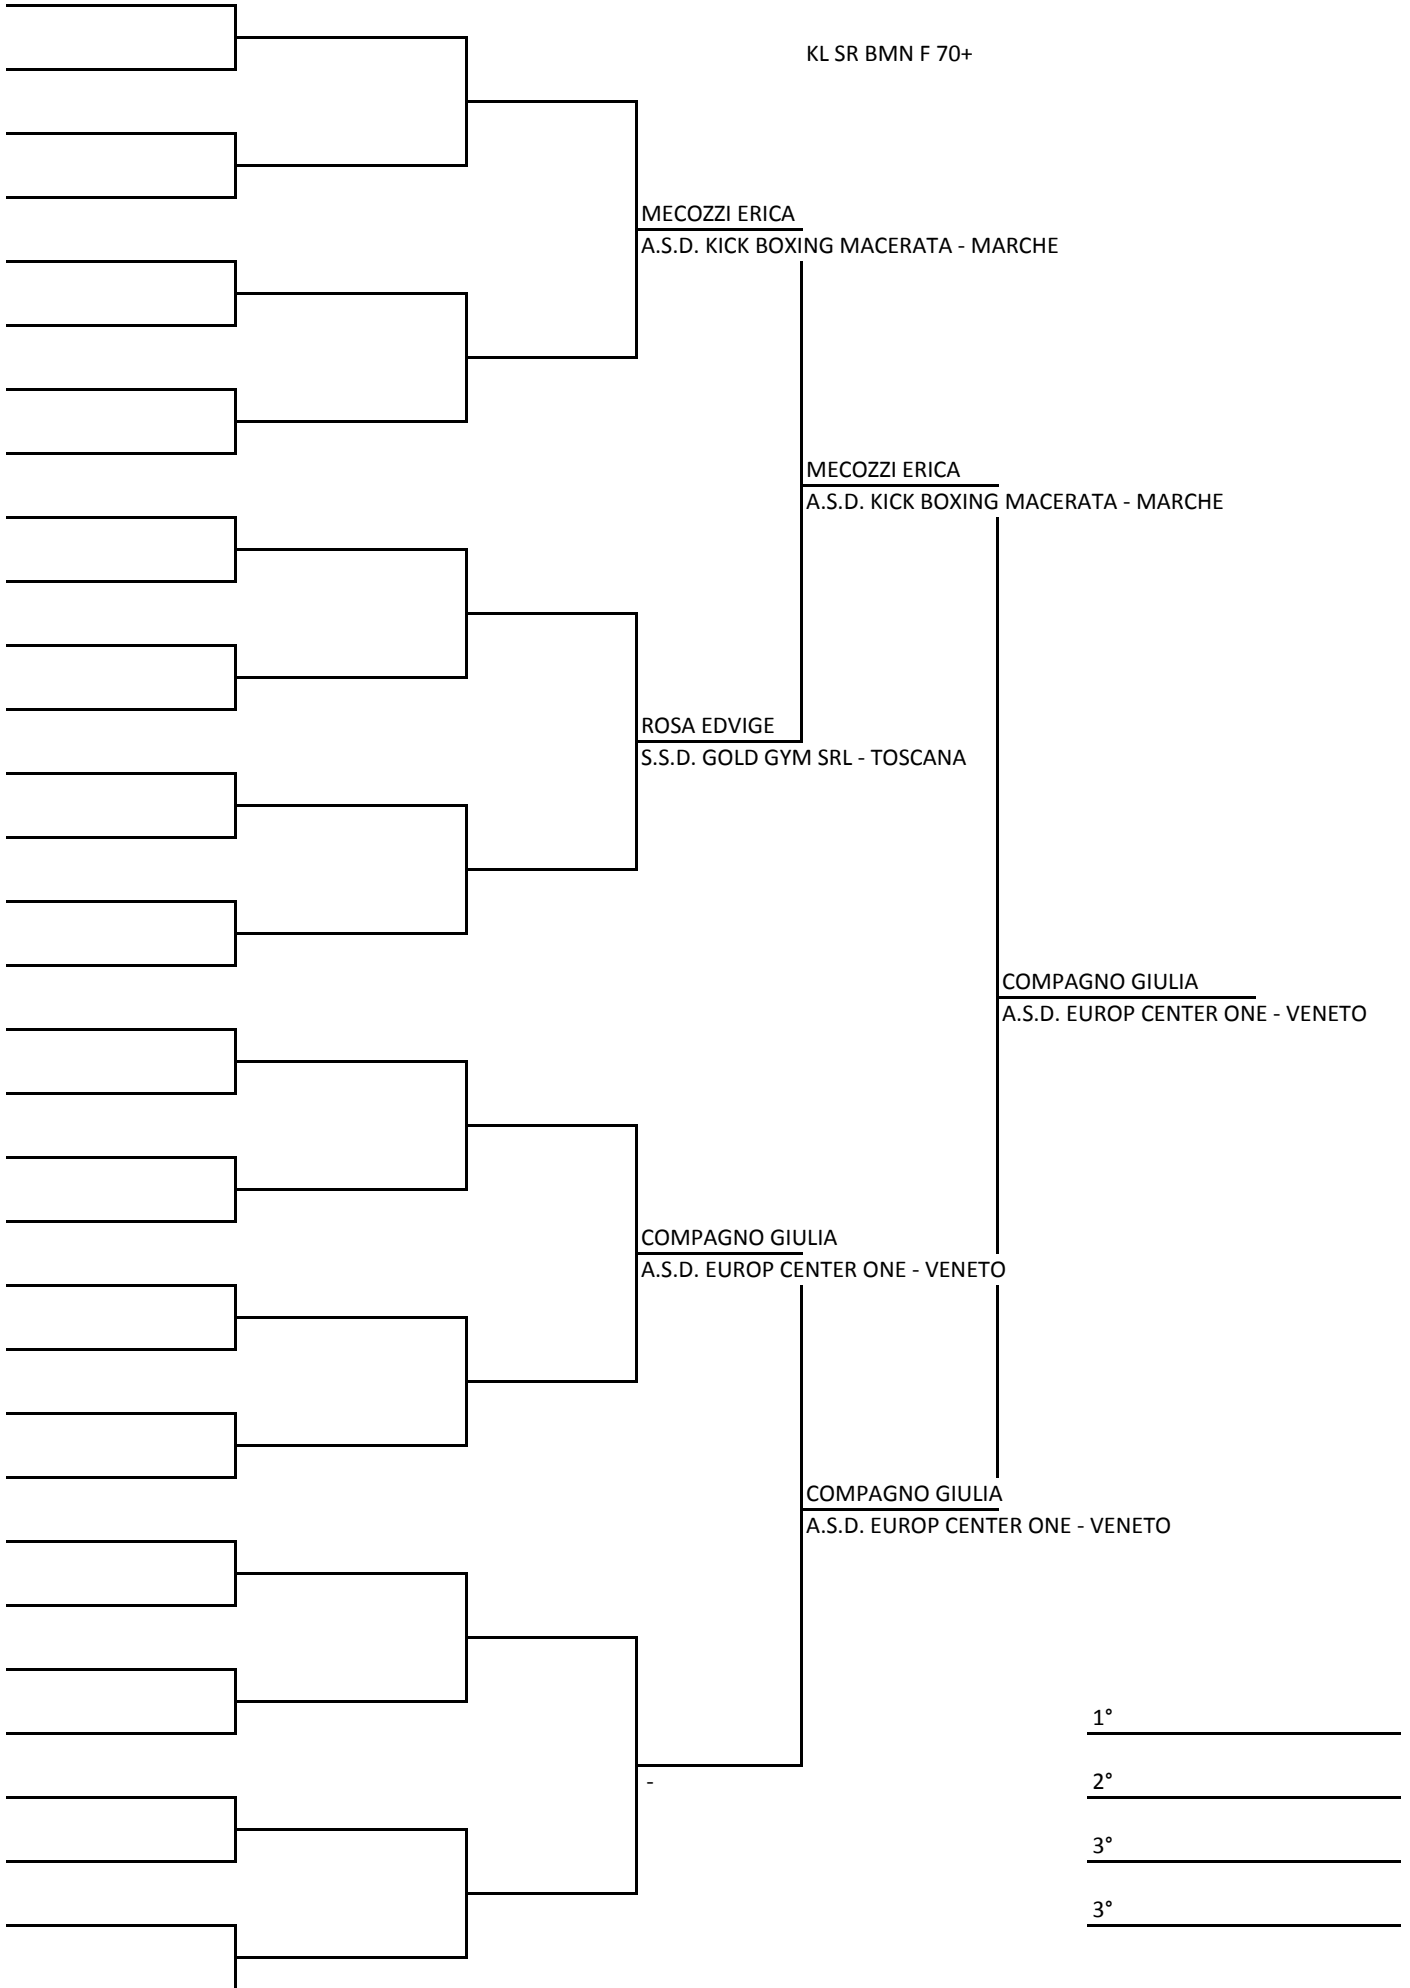 KL SR BMN F 70+
MECOZZI ERICA
A.S.D. KICK BOXING MACERATA - MARCHE
MECOZZI ERICA
A.S.D. KICK BOXING MACERATA - MARCHE
ROSA EDVIGE
S.S.D. GOLD GYM SRL - TOSCANA
COMPAGNO GIULIA
A.S.D. EUROP CENTER ONE - VENETO
COMPAGNO GIULIA
A.S.D. EUROP CENTER ONE - VENETO
COMPAGNO GIULIA
A.S.D. EUROP CENTER ONE - VENETO
1°
-
2°
3°
3°